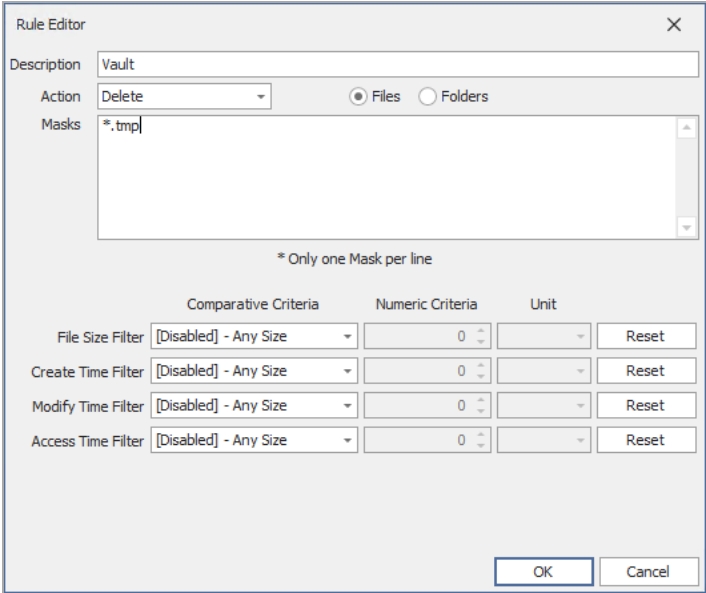 Rule Editor
Description Vault
Action Delete Files Folders
Masks *.tmp
* Only one Mask per line
Comparative Criteria Numeric Criteria Unit
File Size Filter [Disabled] - Any Size 0 Reset
Create Time Filter [Disabled] - Any Size 0 Reset
Modify Time Filter [Disabled] - Any Size 0 Reset
Access Time Filter [Disabled] - Any Size 0 Reset
OK Cancel